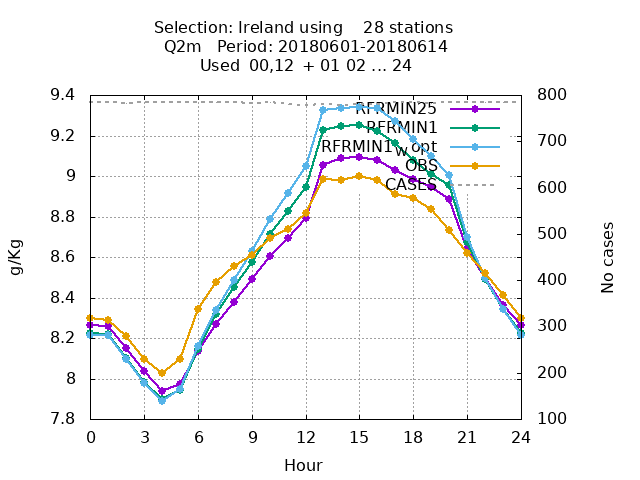 Selection: Ireland using 28 stations
Q2m Period: 20180601-20180614
Used 00,12 + 01 02 ... 24
g/Kg
9.4
9.2
9
8.8
8.6
8.4
8.2
8
7.8
RFRMIN25
RFRMIN1
RFRMIN1w opt
OBS
CASES
800
700
600
500
400
300
200
100
No cases
0 3 6 9 12 15 18 21 24
Hour